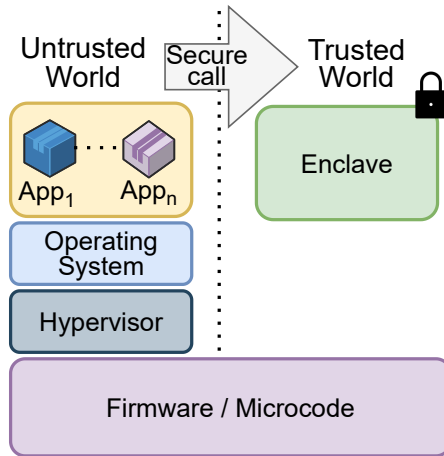 Untrusted
World
Secure
call
Trusted
World
App₁
Appₙ
Enclave
Operating
System
Hypervisor
Firmware / Microcode